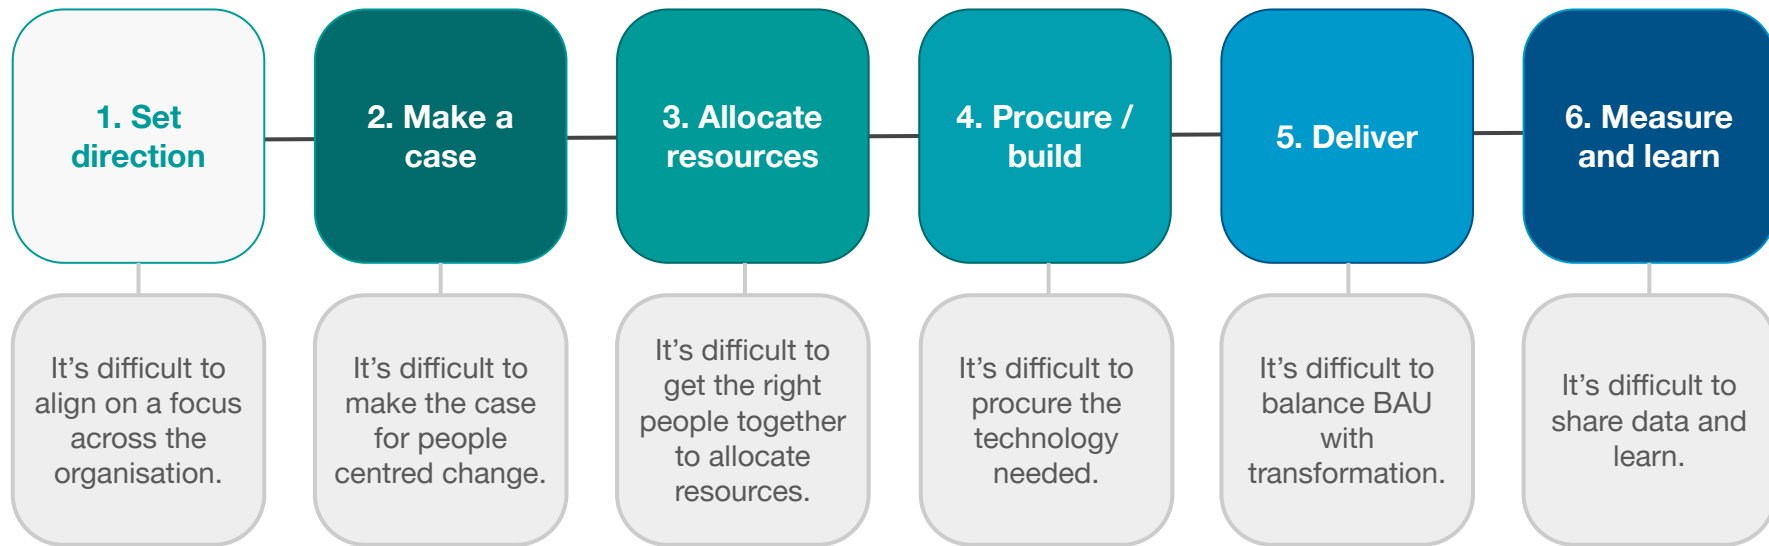 1. Set
direction
2. Make a
case
3. Allocate
resources
4. Procure /
build
5. Deliver
6. Measure
and learn
It’s difficult to
align on a focus
across the
organisation.
It’s difficult to
make the case
for people
centred change.
It’s difficult to
get the right
people together
to allocate
resources.
It’s difficult to
procure the
technology
needed.
It’s difficult to
balance BAU
with
transformation.
It’s difficult to
share data and
learn.